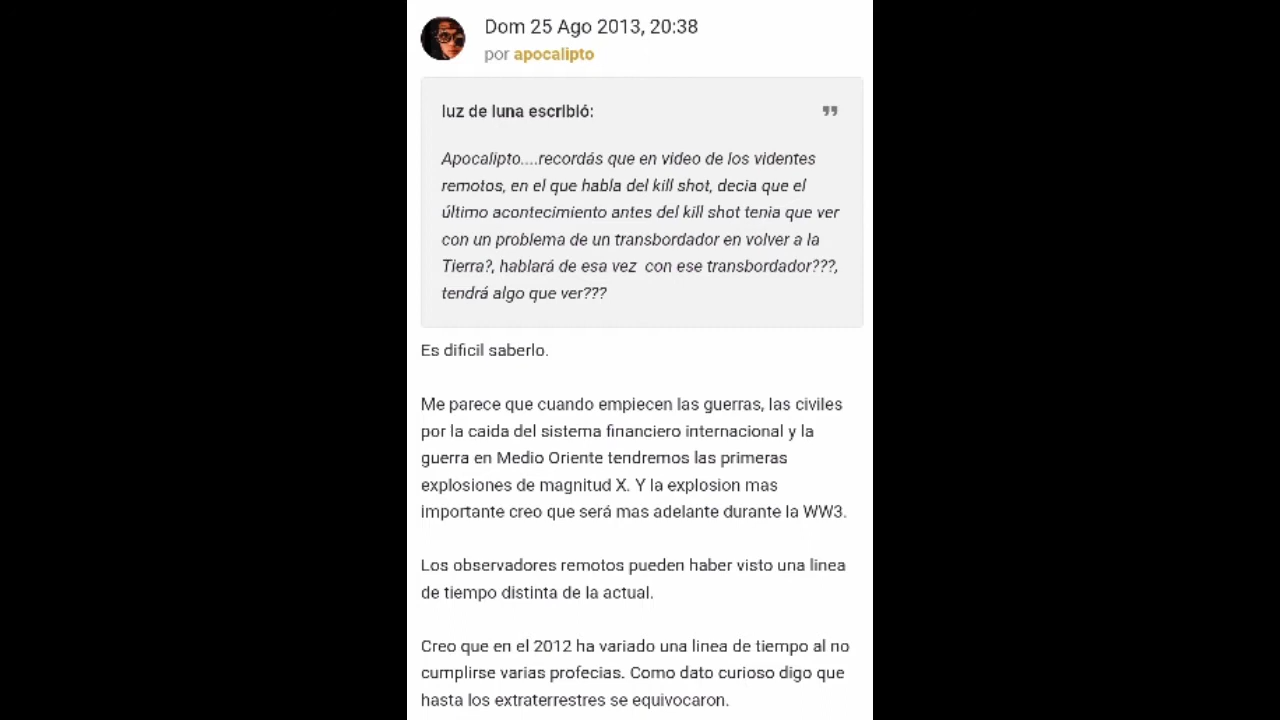 Dom 25 Ago 2013, 20:38
por apocalipto
luz de luna escribió:
Apocalipto....recordás que en video de los videntes
remotos, en el que habla del kill shot, decia que el
último acontecimiento antes del kill shot tenia que ver
con un problema de un transbordador en volver a la
Tierra?, hablará de esa vez con ese transbordador???,
tendrá algo que ver???
Es dificil saberlo.
Me parece que cuando empiecen las guerras, las civiles
por la caida del sistema financiero internacional y la
guerra en Medio Oriente tendremos las primeras
explosiones de magnitud X. Y la explosion mas
importante creo que será mas adelante durante la WW3.
Los observadores remotos pueden haber visto una linea
de tiempo distinta de la actual.
Creo que en el 2012 ha variado una linea de tiempo al no
cumplirse varias profecias. Como dato curioso digo que
hasta los extraterrestres se equivocaron.